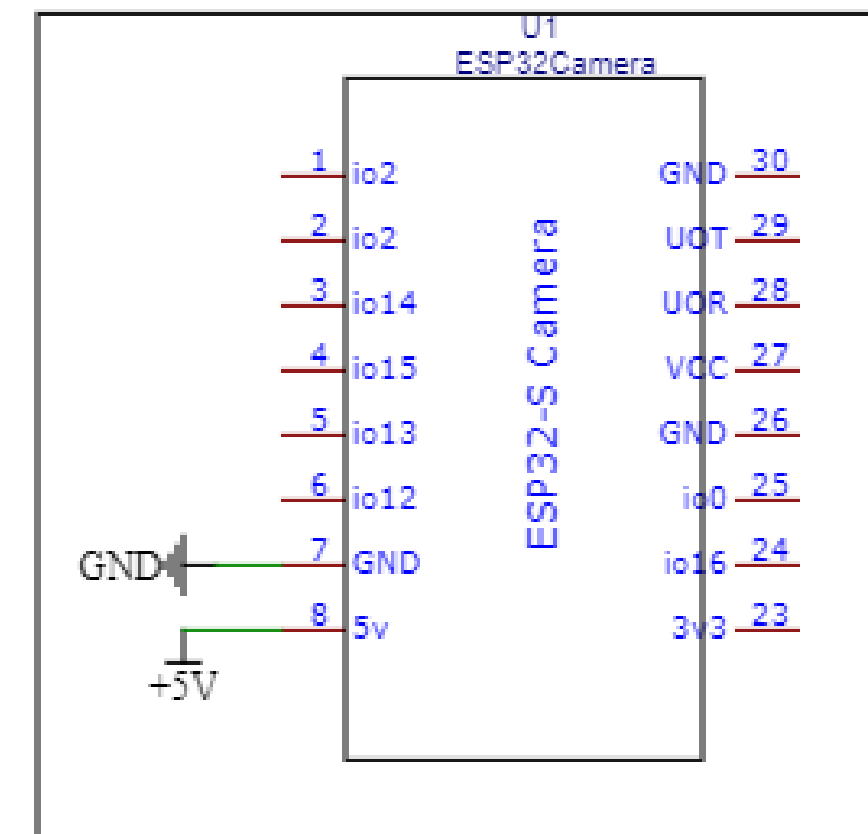 U1
ESP32Camera
1 io2 GND 30
2 io2 UOT 29
3 io14 UOR 28
4 io15 VCC 27
5 io13 GND 26
6 io12 io0 25
GND 7 GND io16 24
8 5v 3v3 23
+5V
ESP32-S Camera